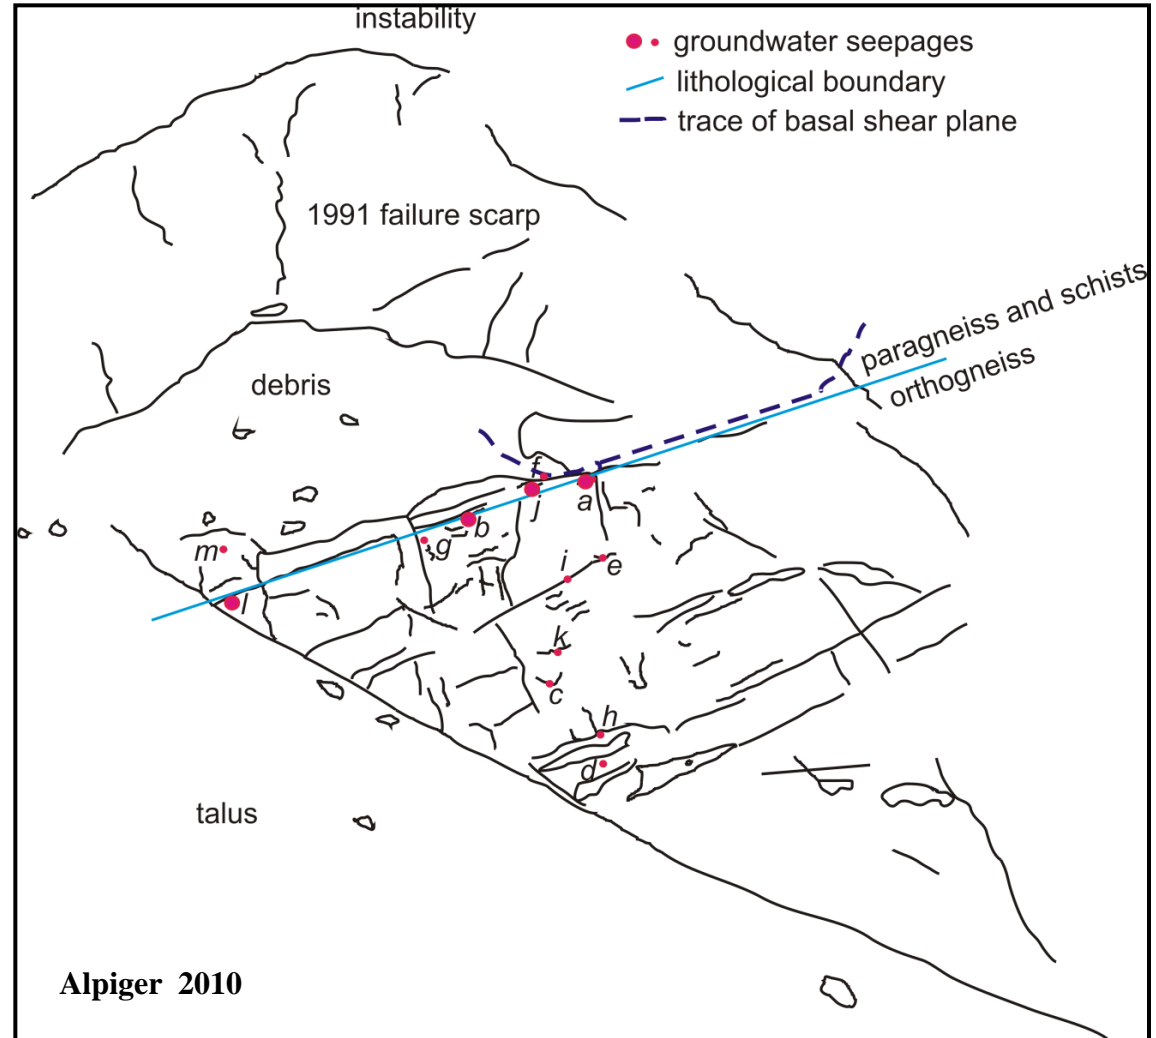 instability
groundwater seepages
lithological boundary
trace of basal shear plane
1991 failure scarp
paragneiss and schists
orthogneiss
debris
f
j
a
b
g
m
l
i
e
k
c
h
d
talus
Alpiger 2010